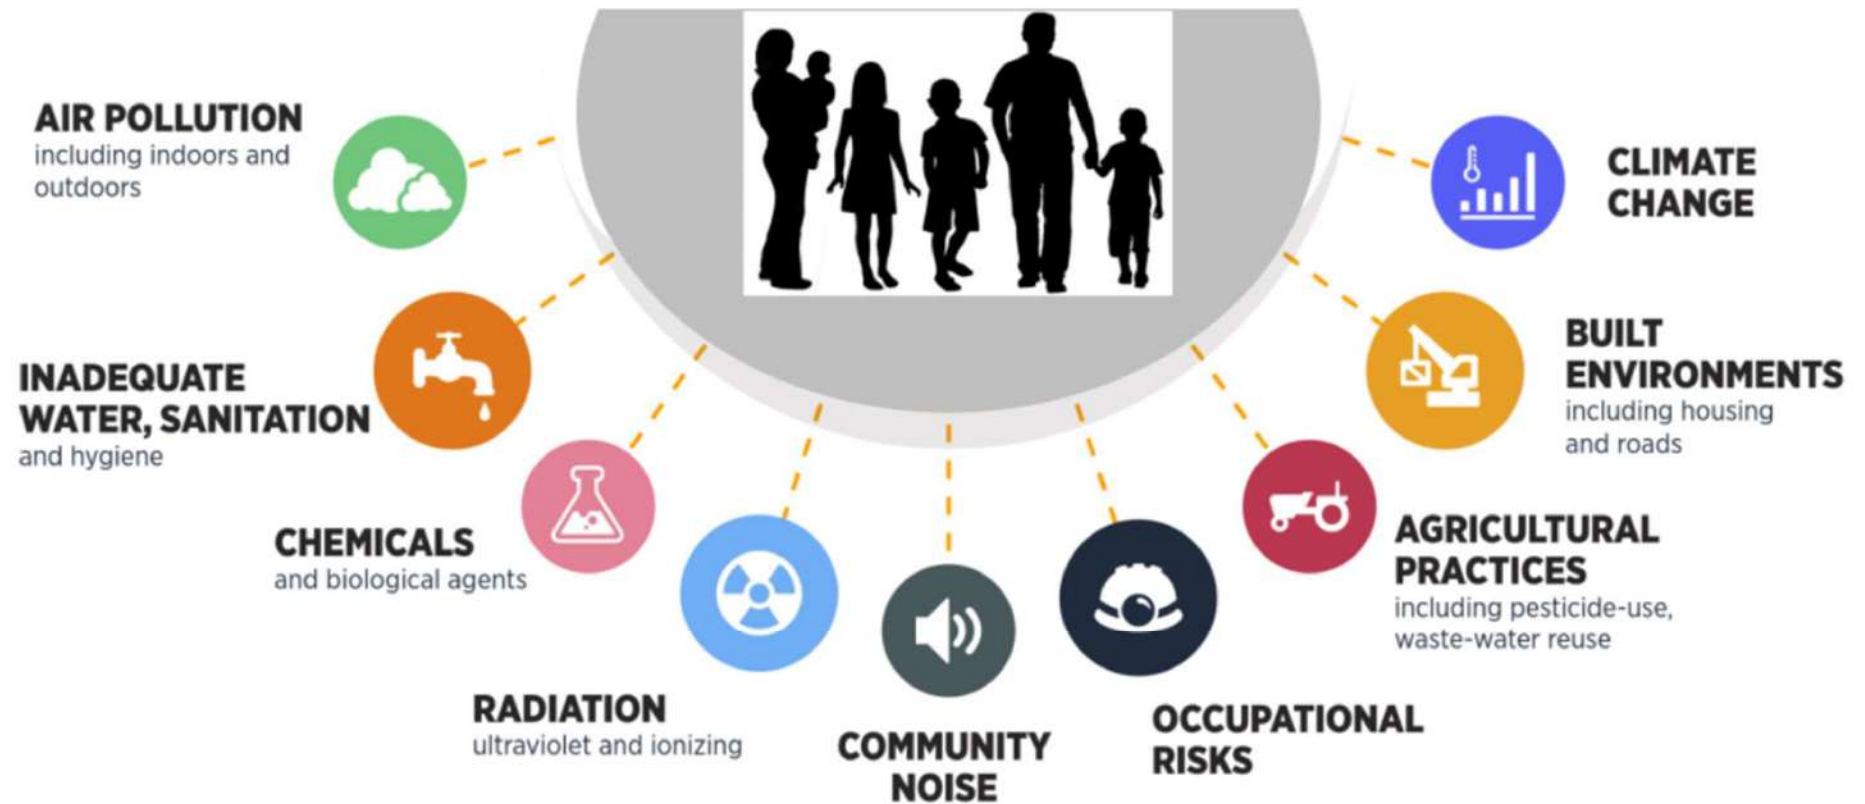 AIR POLLUTION
including indoors and
outdoors
INADEQUATE
WATER, SANITATION
and hygiene
CHEMICALS
and biological agents
RADIATION
ultraviolet and ionizing
COMMUNITY
NOISE
OCCUPATIONAL
RISKS
AGRICULTURAL
PRACTICES
including pesticide-use,
waste-water reuse
BUILT
ENVIRONMENTS
including housing
and roads
CLIMATE
CHANGE